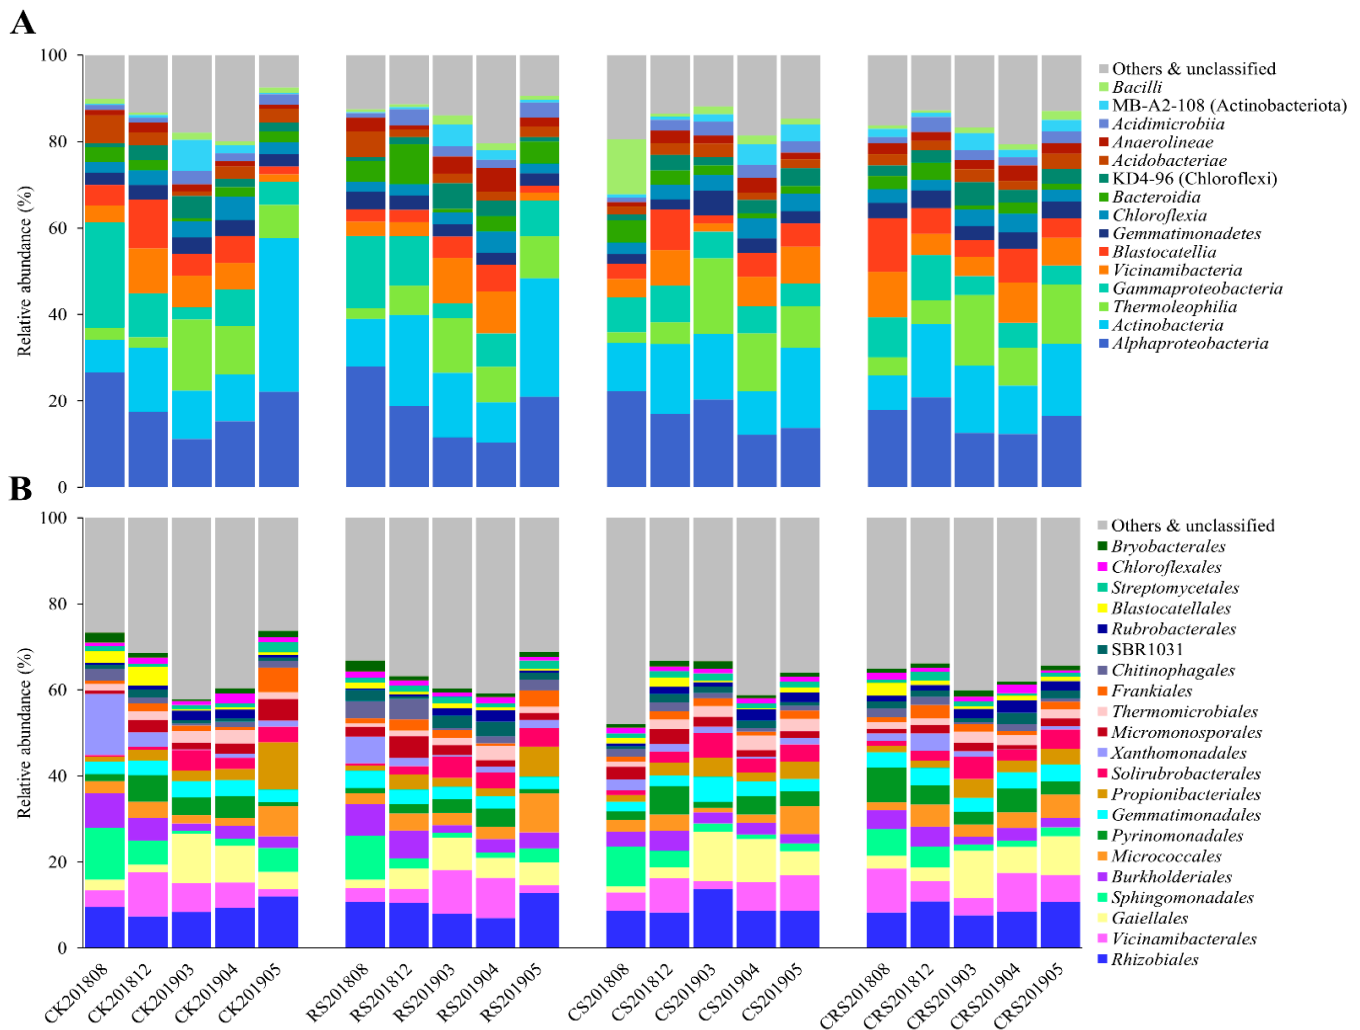 A
100
80
60
40
20
0
Relative abundance (%)
Others & unclassified
Bacilli
MB-A2-108 (Actinobacteriota)
Acidimicrobiia
Anaerolineae
Acidobacteriae
KD4-96 (Chloroflexi)
Bacteroidia
Chloroflexia
Gemmatimonadetes
Blastocatellia
Vicinamibacteria
Gammaproteobacteria
Thermoleophilia
Actinobacteria
Alphaproteobacteria
B
100
80
60
40
20
0
Relative abundance (%)
Others & unclassified
Bryobacterales
Chloroflexales
Streptomycetales
Blastocatellales
Rubrobacterales
SBR1031
Chitinophagales
Frankiales
Thermomicrobiales
Micromonosporales
Xanthomonadales
Solirubrobacterales
Propionibacteriales
Gemmatimonadales
Pyrinomonadales
Micrococcales
Burkholderiales
Sphingomonadales
Gaiellales
Vicinamibacterales
Rhizobiales
CK201808
CK201812
CK201903
CK201904
CK201905
RS201808
RS201812
RS201903
RS201904
RS201905
CS201808
CS201812
CS201903
CS201904
CS201905
CRS201808
CRS201812
CRS201903
CRS201904
CRS201905